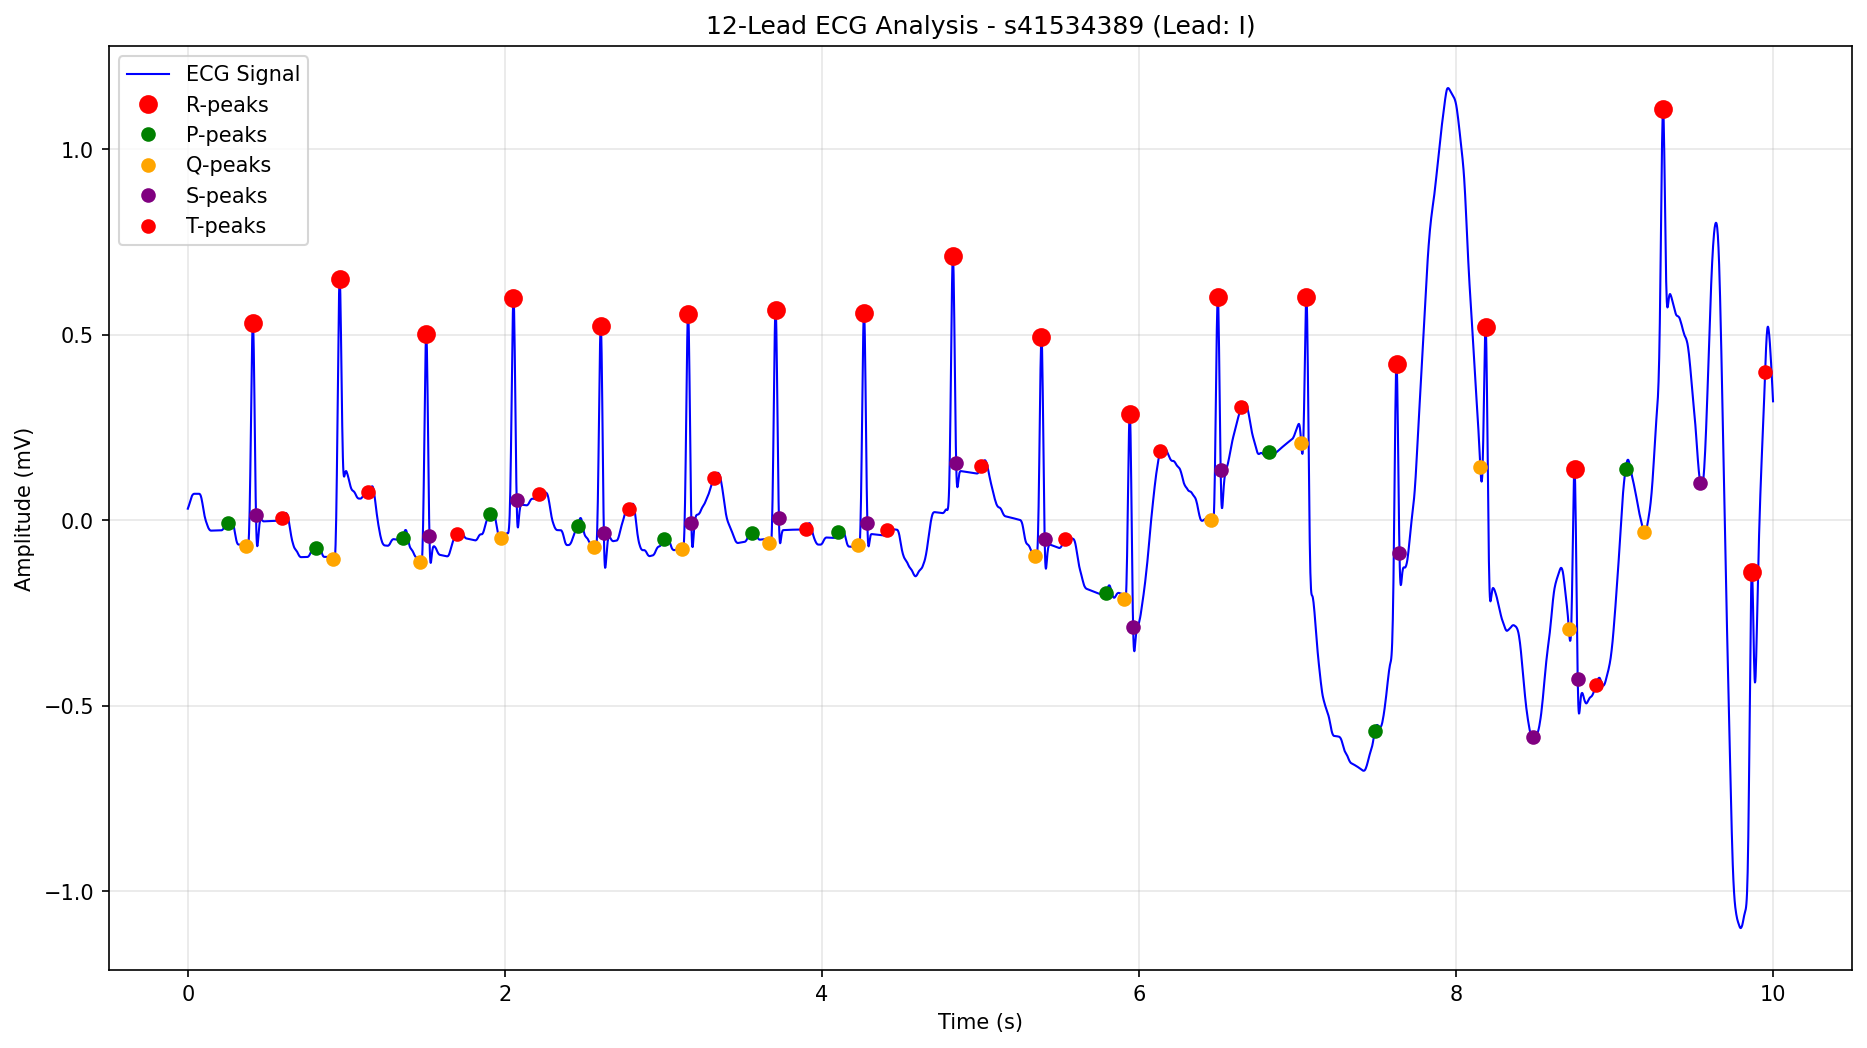 12-Lead ECG Analysis - s41534389 (Lead: I)
ECG Signal
R-peaks
P-peaks
Q-peaks
S-peaks
T-peaks
Amplitude (mV)
1.0
0.5
0.0
−0.5
−1.0
0 2 4 6 8 10
Time (s)